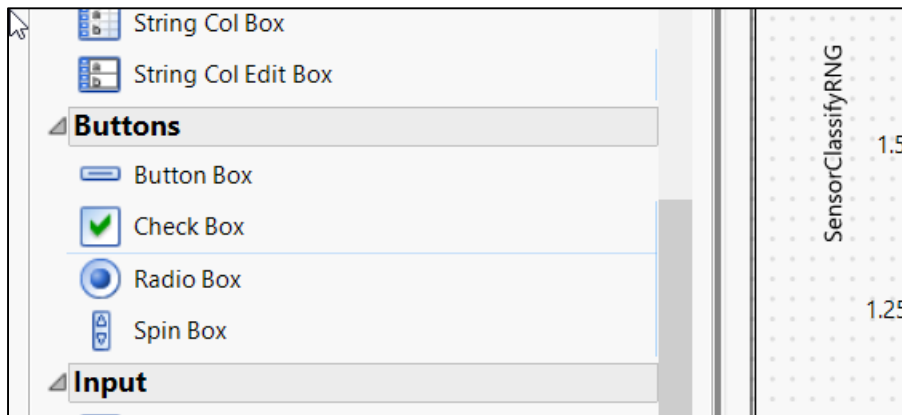 String Col Box
String Col Edit Box
Buttons
Button Box
Check Box
Radio Box
Spin Box
Input
SensorClassifyRNG
1.5
1.25